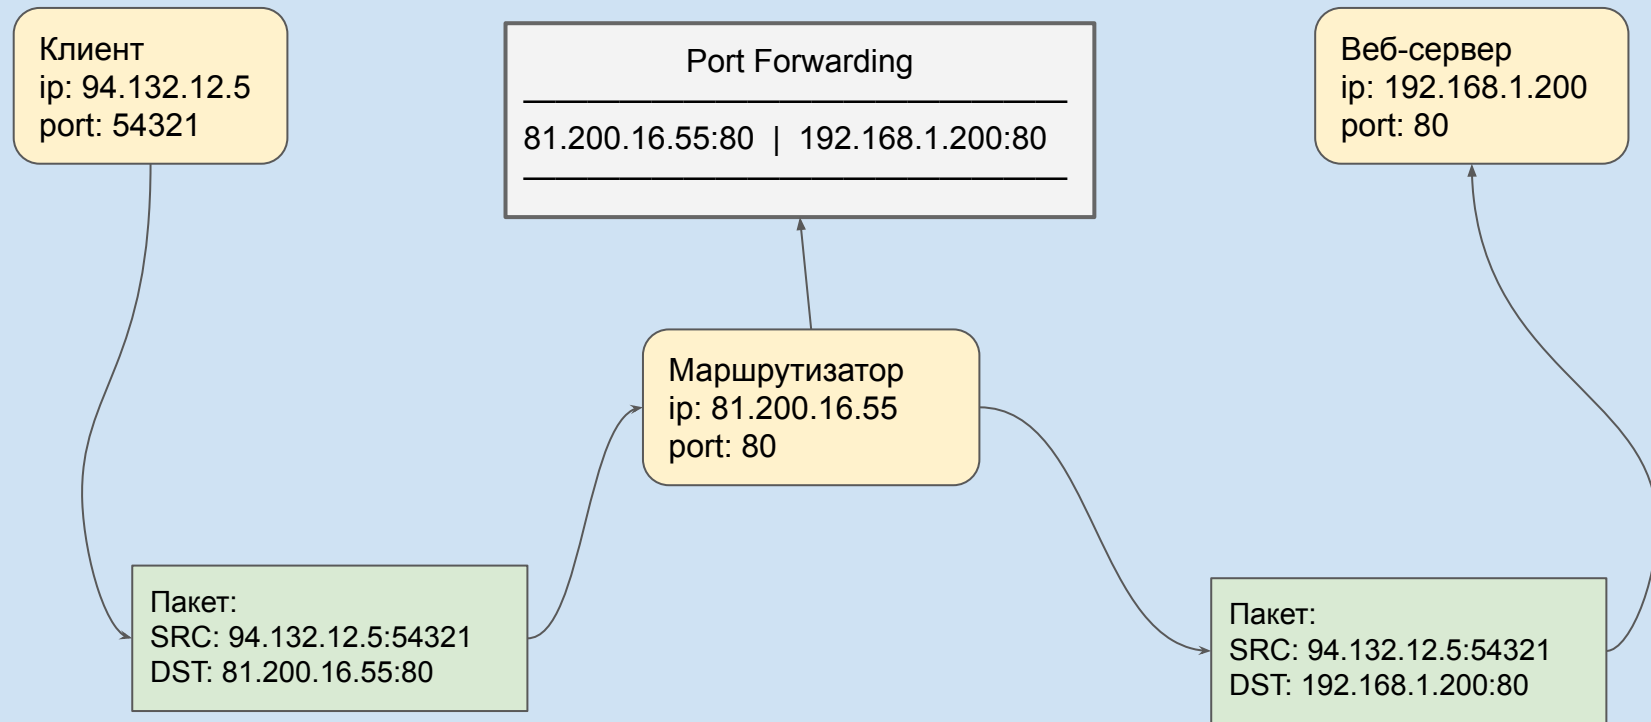 Клиент
ip: 94.132.12.5
port: 54321
Port Forwarding
81.200.16.55:80 | 192.168.1.200:80
Веб-сервер
ip: 192.168.1.200
port: 80
Маршрутизатор
ip: 81.200.16.55
port: 80
Пакет:
SRC: 94.132.12.5:54321
DST: 81.200.16.55:80
Пакет:
SRC: 94.132.12.5:54321
DST: 192.168.1.200:80